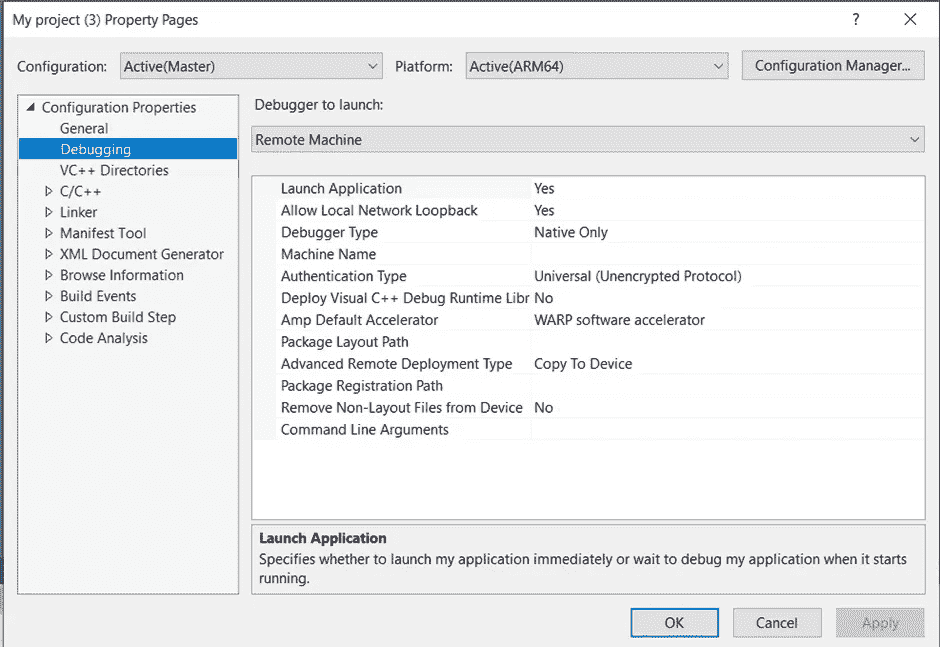 My project (3) Property Pages
?
Configuration: Active(Master) Platform: Active(ARM64) Configuration Manager...
Configuration Properties
General
Debugging
VC++ Directories
C/C++
Linker
Manifest Tool
XML Document Generator
Browse Information
Build Events
Custom Build Step
Code Analysis
Debugger to launch:
Remote Machine
Launch Application Yes
Allow Local Network Loopback Yes
Debugger Type Native Only
Machine Name
Authentication Type Universal (Unencrypted Protocol)
Deploy Visual C++ Debug Runtime Libr No
Amp Default Accelerator WARP software accelerator
Package Layout Path
Advanced Remote Deployment Type Copy To Device
Package Registration Path
Remove Non-Layout Files from Device No
Command Line Arguments
Launch Application
Specifies whether to launch my application immediately or wait to debug my application when it starts
running.
OK Cancel Apply